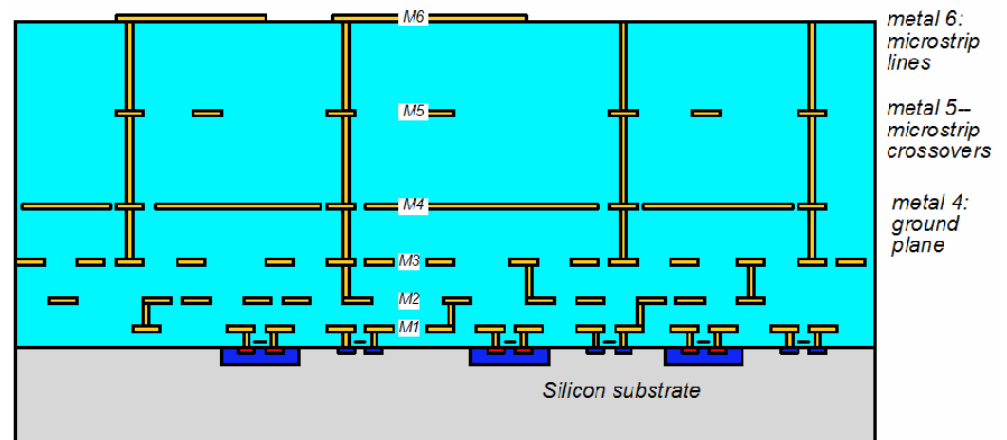 M6
metal 6:
microstrip
lines
M5
metal 5–
microstrip
crossovers
M4
metal 4:
ground
plane
M3
M2
M1
Silicon substrate